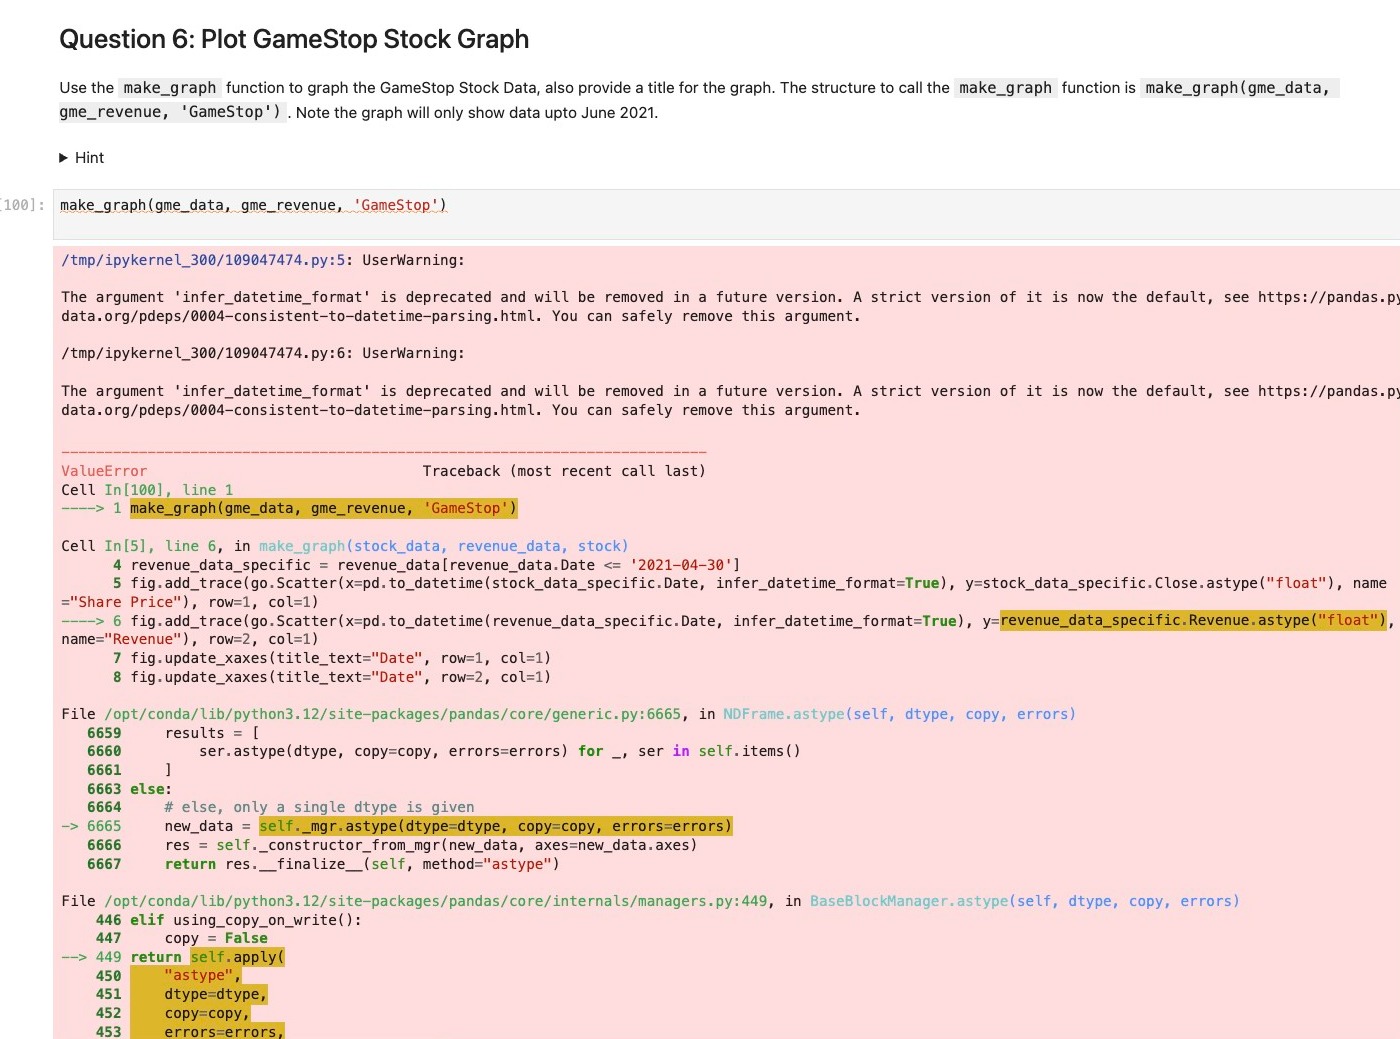 Question 6: Plot GameStop Stock Graph
Use the make_graph function to graph the GameStop Stock Data, also provide a title for the graph. The structure to call the make_graph function is make_graph(gme_data,
gme_revenue, 'GameStop') . Note the graph will only show data upto June 2021.
▶ Hint
[100]: make_graph(gme_data, gme_revenue, 'GameStop')
/tmp/ipykernel_300/109047474.py:5: UserWarning:
The argument 'infer_datetime_format' is deprecated and will be removed in a future version. A strict version of it is now the default, see https://pandas.py
data.org/pdeps/0004-consistent-to-datetime-parsing.html. You can safely remove this argument.
/tmp/ipykernel_300/109047474.py:6: UserWarning:
The argument 'infer_datetime_format' is deprecated and will be removed in a future version. A strict version of it is now the default, see https://pandas.py
data.org/pdeps/0004-consistent-to-datetime-parsing.html. You can safely remove this argument.
---------------------------------------------------------------------------
ValueError                                Traceback (most recent call last)
Cell In[100], line 1
----> 1 make_graph(gme_data, gme_revenue, 'GameStop')
Cell In[5], line 6, in make_graph(stock_data, revenue_data, stock)
      4 revenue_data_specific = revenue_data[revenue_data.Date <= '2021-04-30']
      5 fig.add_trace(go.Scatter(x=pd.to_datetime(stock_data_specific.Date, infer_datetime_format=True), y=stock_data_specific.Close.astype("float"), name
="Share Price"), row=1, col=1)
----> 6 fig.add_trace(go.Scatter(x=pd.to_datetime(revenue_data_specific.Date, infer_datetime_format=True), y=revenue_data_specific.Revenue.astype("float"),
name="Revenue"), row=2, col=1)
      7 fig.update_xaxes(title_text="Date", row=1, col=1)
      8 fig.update_xaxes(title_text="Date", row=2, col=1)
File /opt/conda/lib/python3.12/site-packages/pandas/core/generic.py:6665, in NDFrame.astype(self, dtype, copy, errors)
   6659     results = [
   6660         ser.astype(dtype, copy=copy, errors=errors) for _, ser in self.items()
   6661     ]
   6663 else:
   6664     # else, only a single dtype is given
-> 6665     new_data = self._mgr.astype(dtype=dtype, copy=copy, errors=errors)
   6666     res = self._constructor_from_mgr(new_data, axes=new_data.axes)
   6667     return res.__finalize__(self, method="astype")
File /opt/conda/lib/python3.12/site-packages/pandas/core/internals/managers.py:449, in BaseBlockManager.astype(self, dtype, copy, errors)
    446 elif using_copy_on_write():
    447     copy = False
--> 449 return self.apply(
    450     "astype",
    451     dtype=dtype,
    452     copy=copy,
    453     errors=errors,